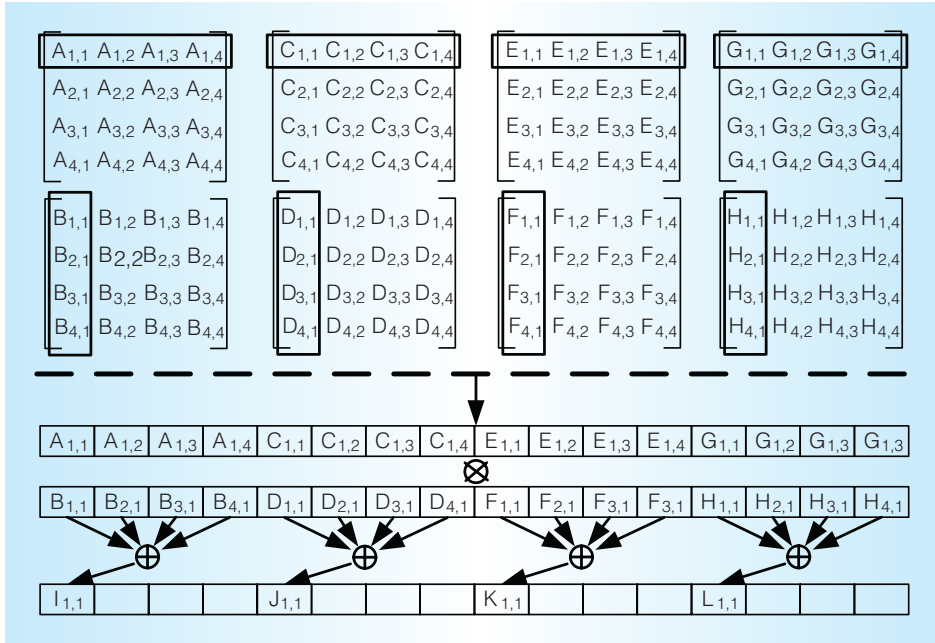 A1,1 A1,2 A1,3 A1,4 C1,1 C1,2 C1,3 C1,4 E1,1 E1,2 E1,3 E1,4 G1,1 G1,2 G1,3 G1,4
A2,1 A2,2 A2,3 A2,4 C2,1 C2,2 C2,3 C2,4 E2,1 E2,2 E2,3 E2,4 G2,1 G2,2 G2,3 G2,4
A3,1 A3,2 A3,3 A3,4 C3,1 C3,2 C3,3 C3,4 E3,1 E3,2 E3,3 E3,4 G3,1 G3,2 G3,3 G3,4
A4,1 A4,2 A4,3 A4,4 C4,1 C4,2 C4,3 C4,4 E4,1 E4,2 E4,3 E4,4 G4,1 G4,2 G4,3 G4,4
B1,1 B1,2 B1,3 B1,4 D1,1 D1,2 D1,3 D1,4 F1,1 F1,2 F1,3 F1,4 H1,1 H1,2 H1,3 H1,4
B2,1 B2,2 B2,3 B2,4 D2,1 D2,2 D2,3 D2,4 F2,1 F2,2 F2,3 F2,4 H2,1 H2,2 H2,3 H2,4
B3,1 B3,2 B3,3 B3,4 D3,1 D3,2 D3,3 D3,4 F3,1 F3,2 F3,3 F3,4 H3,1 H3,2 H3,3 H3,4
B4,1 B4,2 B4,3 B4,4 D4,1 D4,2 D4,3 D4,4 F4,1 F4,2 F4,3 F4,4 H4,1 H4,2 H4,3 H4,4
A1,1 A1,2 A1,3 A1,4 C1,1 C1,2 C1,3 C1,4 E1,1 E1,2 E1,3 E1,4 G1,1 G1,2 G1,3 G1,3
⊗
B1,1 B2,1 B3,1 B4,1 D1,1 D2,1 D3,1 D4,1 F1,1 F2,1 F3,1 F3,1 H1,1 H2,1 H3,1 H4,1
⊕ ⊕ ⊕ ⊕
I1,1 J1,1 K1,1 L1,1